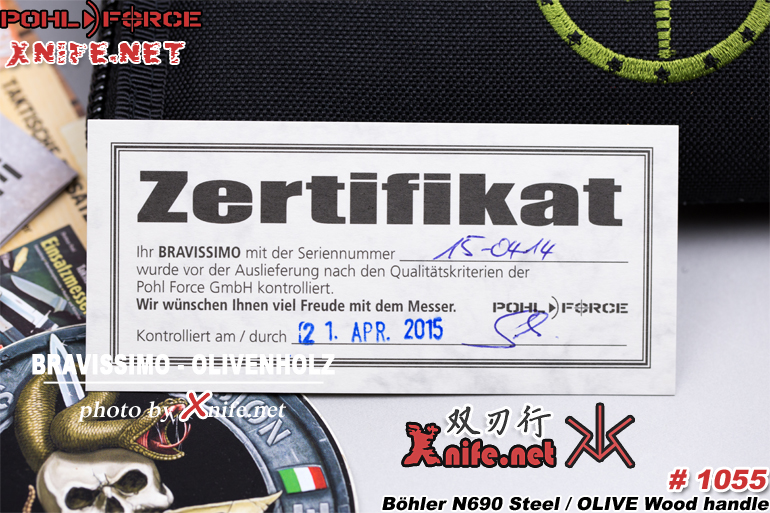 POHL FORCE
Xnife.net
TAKTISCHE
Einsatzmesser
Zertifikat
Ihr BRAVISSIMO mit der Seriennummer 15-0414
wurde vor der Auslieferung nach den Qualitätskriterien der
Pohl Force GmbH kontrolliert.
Wir wünschen Ihnen viel Freude mit dem Messer. POHL FORCE
Kontrolliert am / durch 21. APR. 2015
BRAVISSIMO - OLIVENHOLZ
photo by Xnife.net
双刃行
Xnife.net
# 1055
Böhler N690 Steel / OLIVE Wood handle